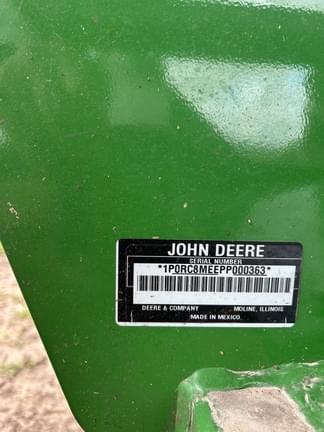 JOHN DEERE
SERIAL NUMBER
*1P0RC8MEEPP000363*
DEERE & COMPANY MOLINE, ILLINOIS
MADE IN MEXICO